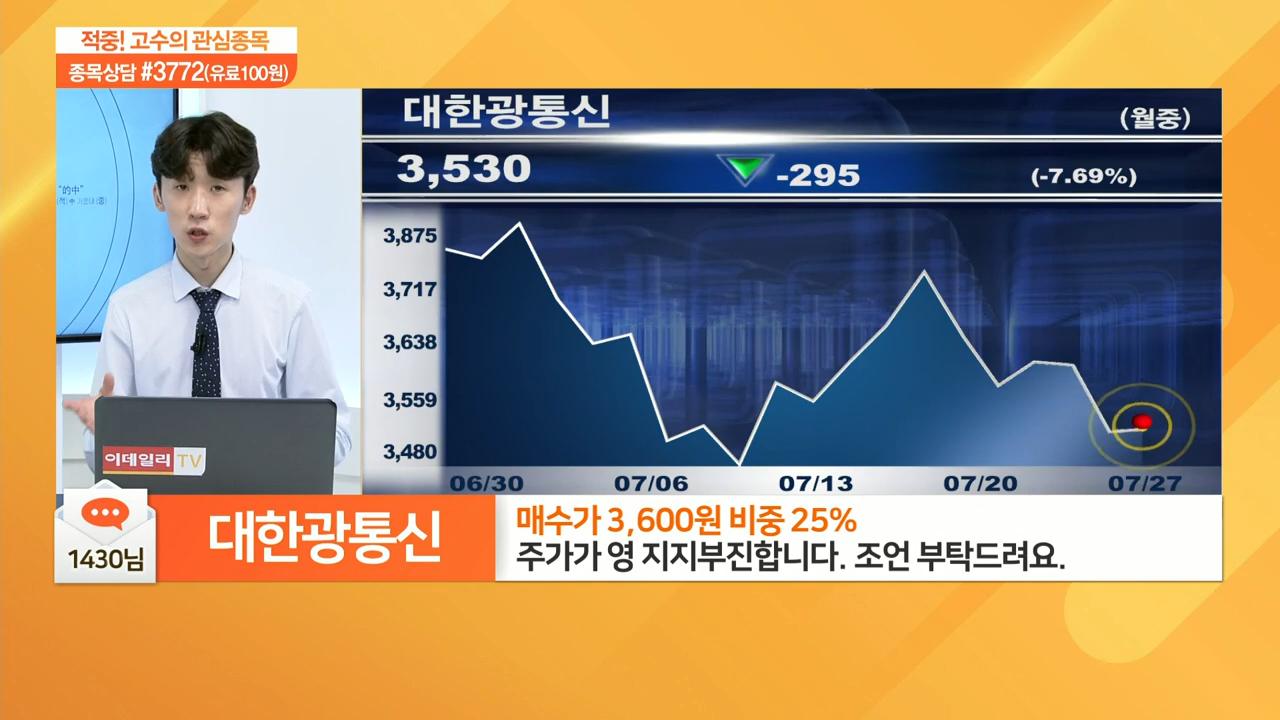 적중! 고수의 관심종목
종목상담 #3772(유료100원)
"的中"
대한광통신
(월중)
3,530
-295
(-7.69%)
3,875
3,717
3,638
3,559
3,480
06/30
07/06
07/13
07/20
07/27
이데일리TV
1430님
대한광통신
매수가 3,600원 비중 25%
주가가 영 지지부진합니다. 조언 부탁드려요.